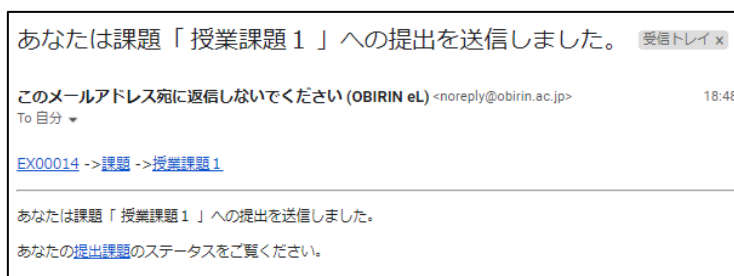 あなたは課題「 授業課題１ 」への提出を送信しました。 受信トレイ x
このメールアドレス宛に返信しないでください (OBIRIN eL) <noreply@obirin.ac.jp> 18:48
To 自分
EX00014 ->課題 ->授業課題１
あなたは課題「 授業課題１ 」への提出を送信しました。
あなたの提出課題のステータスをご覧ください。